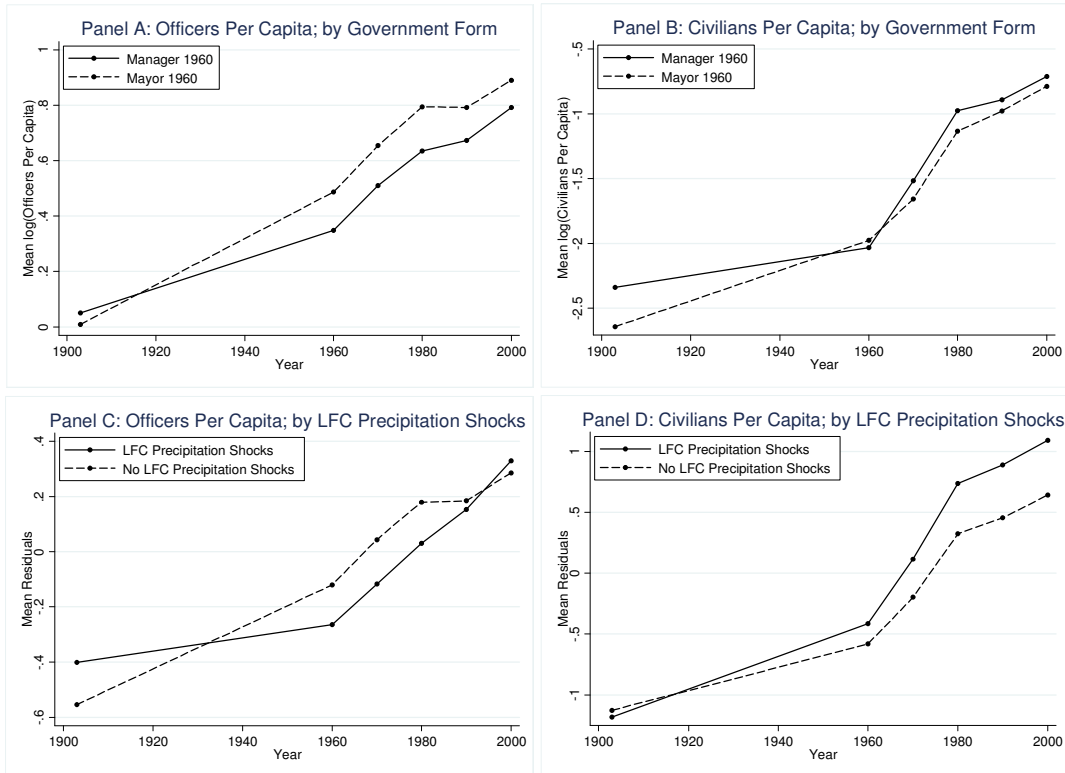 Panel A: Officers Per Capita; by Government Form
Manager 1960
Mayor 1960
Mean log(Officers Per Capita)
1
.8
.6
.4
.2
0
1900 1920 1940 1960 1980 2000
Year
Panel B: Civilians Per Capita; by Government Form
Manager 1960
Mayor 1960
Mean log(Civilians Per Capita)
-.5
-1
-1.5
-2
-2.5
1900 1920 1940 1960 1980 2000
Year
Panel C: Officers Per Capita; by LFC Precipitation Shocks
LFC Precipitation Shocks
No LFC Precipitation Shocks
Mean Residuals
.4
.2
0
-.2
-.4
-.6
1900 1920 1940 1960 1980 2000
Year
Panel D: Civilians Per Capita; by LFC Precipitation Shocks
LFC Precipitation Shocks
No LFC Precipitation Shocks
Mean Residuals
1
.5
0
-.5
-1
1900 1920 1940 1960 1980 2000
Year